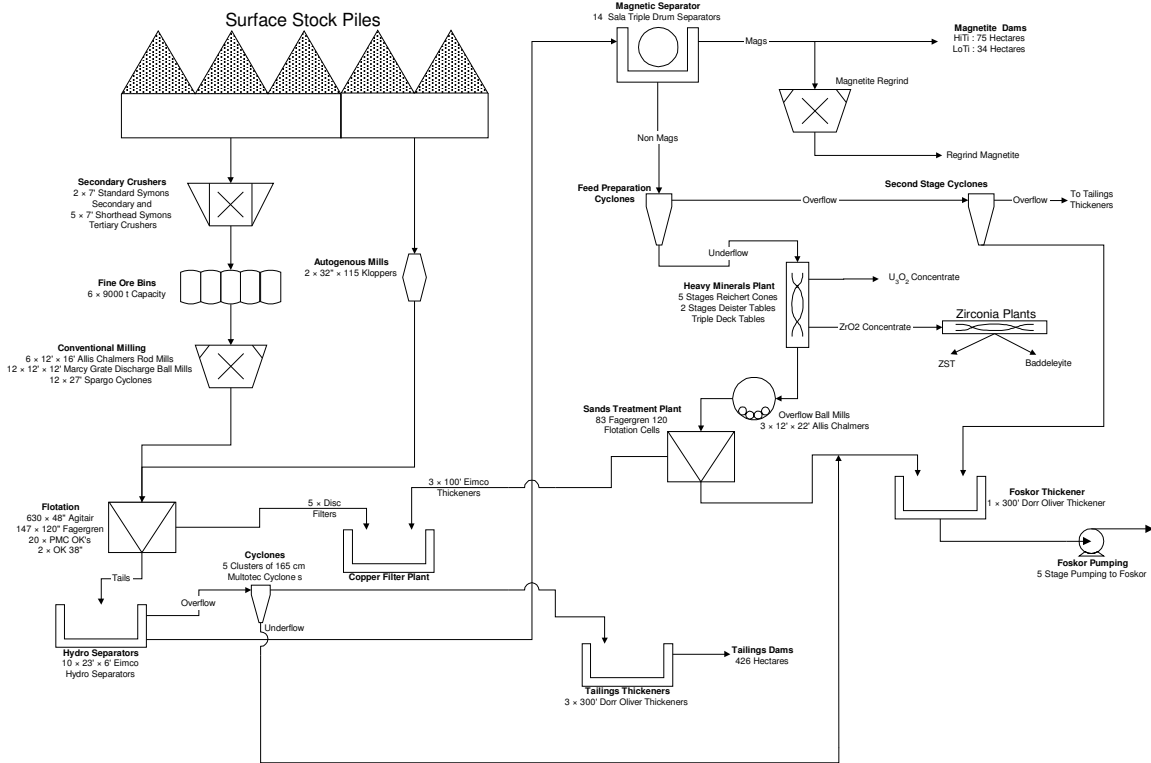 Surface Stock Piles
Secondary Crushers
2 × 7' Standard Symons
Secondary and
5 × 7' Shorthead Symons
Tertiary Crushers
Fine Ore Bins
6 × 9000 t Capacity
Autogenous Mills
2 × 32" × 115 Kloppers
Conventional Milling
6 × 12' × 16' Allis Chalmers Rod Mills
12 × 12' × 12' Marcy Grate Discharge Ball Mills
12 × 27' Spargo Cyclones
Flotation
630 × 48" Agitair
147 × 120" Fagergren
20 × PMC OK's
2 × OK 38"
Tails
5 × Disc
Filters
3 × 100' Eimco
Thickeners
Copper Filter Plant
Cyclones
5 Clusters of 165 cm
Multotec Cyclone s
Overflow
Underflow
Hydro Separators
10 × 23' × 6' Eimco
Hydro Separators
Tailings Thickeners
3 × 300' Dorr Oliver Thickeners
Tailings Dams
426 Hectares
Magnetic Separator
14 Sala Triple Drum Separators
Mags
Magnetite Dams
HiTi : 75 Hectares
LoTi : 34 Hectares
Magnetite Regrind
Regrind Magnetite
Non Mags
Feed Preparation
Cyclones
Overflow
Second Stage Cyclones
Overflow
To Tailings
Thickeners
Underflow
Heavy Minerals Plant
5 Stages Reichert Cones
2 Stages Deister Tables
Triple Deck Tables
U3O2 Concentrate
ZrO2 Concentrate
Zirconia Plants
ZST
Baddeleyite
Overflow Ball Mills
3 × 12' × 22' Allis Chalmers
Sands Treatment Plant
83 Fagergren 120
Flotation Cells
Foskor Thickener
1 × 300' Dorr Oliver Thickener
Foskor Pumping
5 Stage Pumping to Foskor